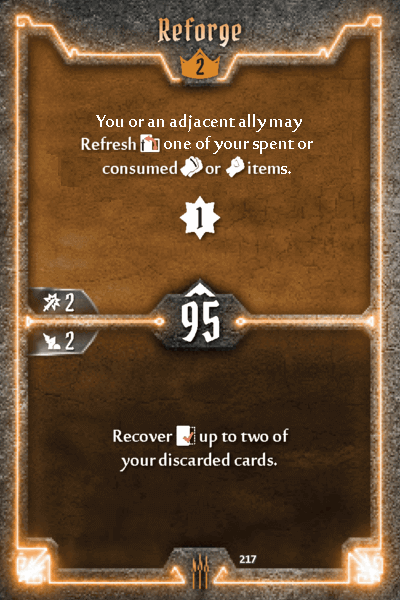 Reforge
2
You or an adjacent ally may
Refresh one of your spent or
consumed or items.
1
2
95
2
Recover up to two of
your discarded cards.
217